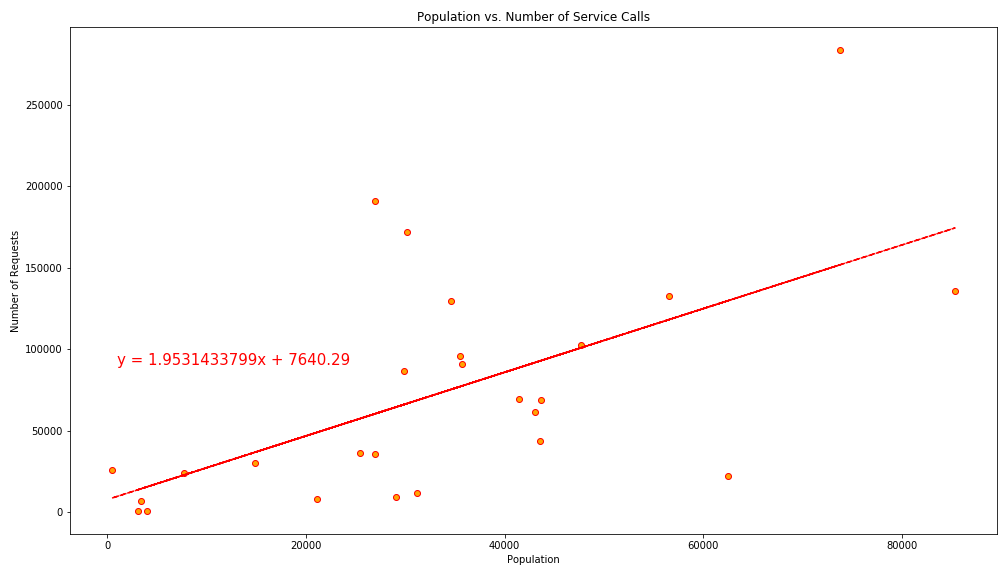 Population vs. Number of Service Calls
250000
200000
150000
100000
50000
0
Number of Requests
y = 1.9531433799x + 7640.29
0 20000 40000 60000 80000
Population